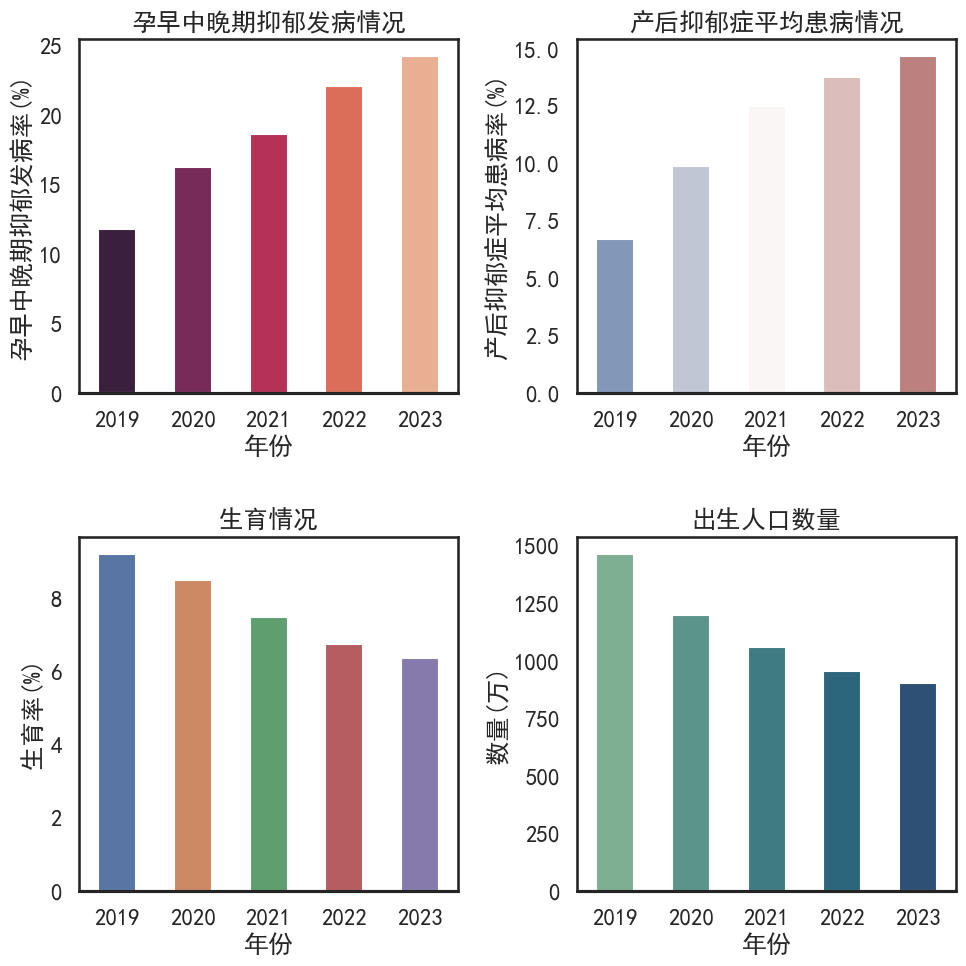 孕早中晚期抑郁发病情况
孕早中晚期抑郁发病率(%)
25
20
15
10
5
0
2019 2020 2021 2022 2023
年份
产后抑郁症平均患病情况
产后抑郁症平均患病率(%)
15.0
12.5
10.0
7.5
5.0
2.5
0.0
2019 2020 2021 2022 2023
年份
生育情况
生育率(%)
8
6
4
2
0
2019 2020 2021 2022 2023
年份
出生人口数量
数量(万)
1500
1250
1000
750
500
250
0
2019 2020 2021 2022 2023
年份